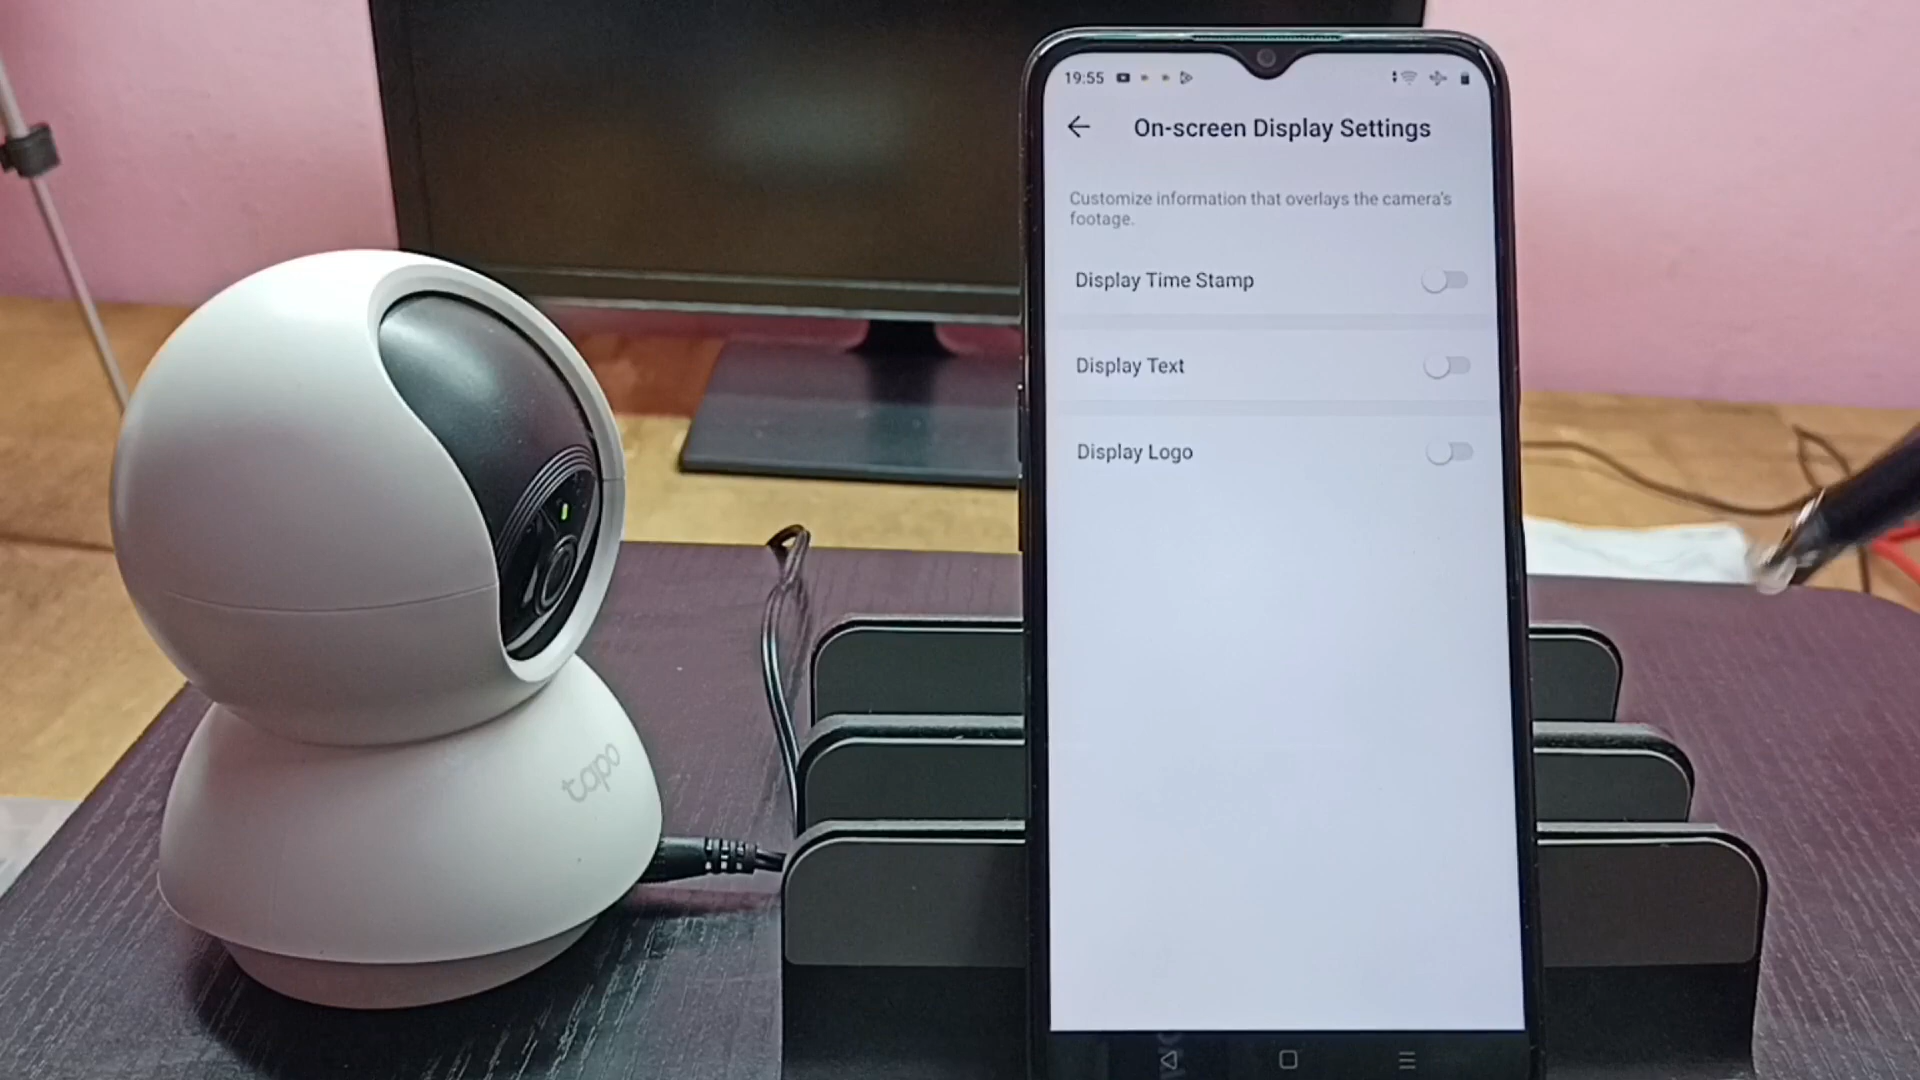 19:55
On-screen Display Settings
Customize information that overlays the camera's
footage.
Display Time Stamp
Display Text
Display Logo
tapo